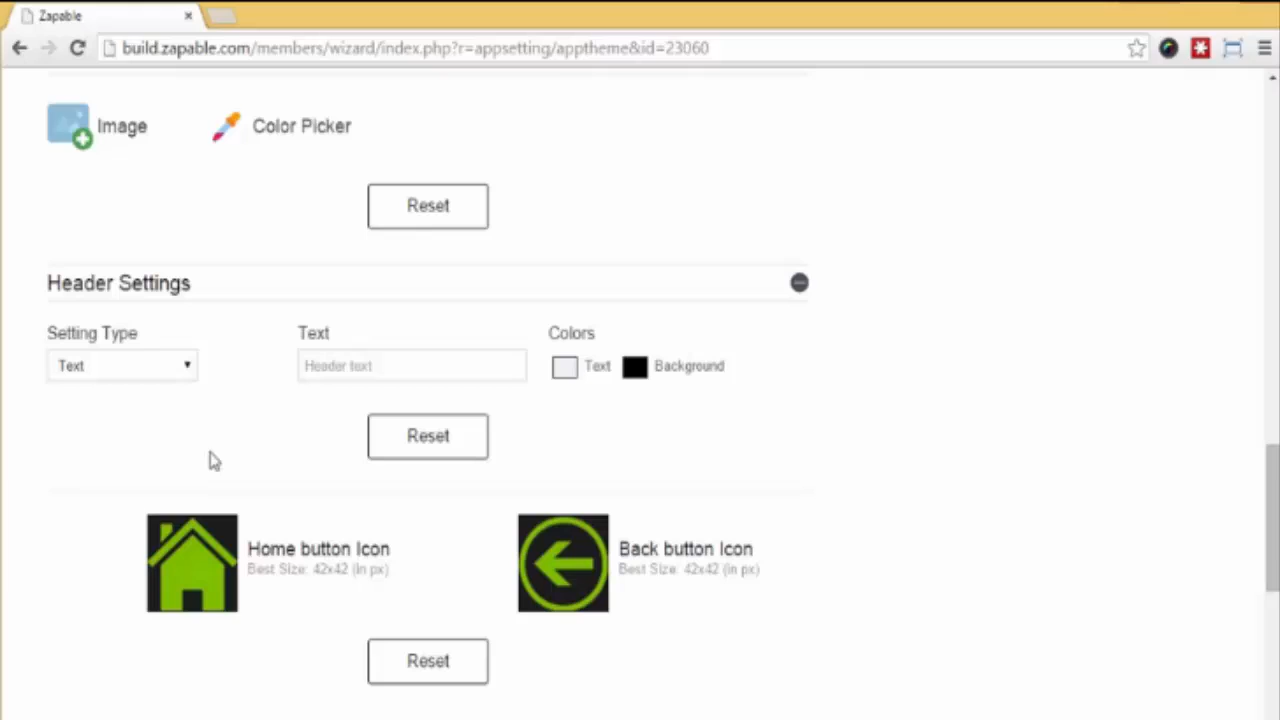 Zapable
build.zapable.com/members/wizard/index.php?r=appsetting/apptheme&id=23060
Image Color Picker
Reset
Header Settings
Setting Type Text Colors
Text Header text Text Background
Reset
Home button Icon Back button Icon
Best Size: 42x42 (in px) Best Size: 42x42 (in px)
Reset